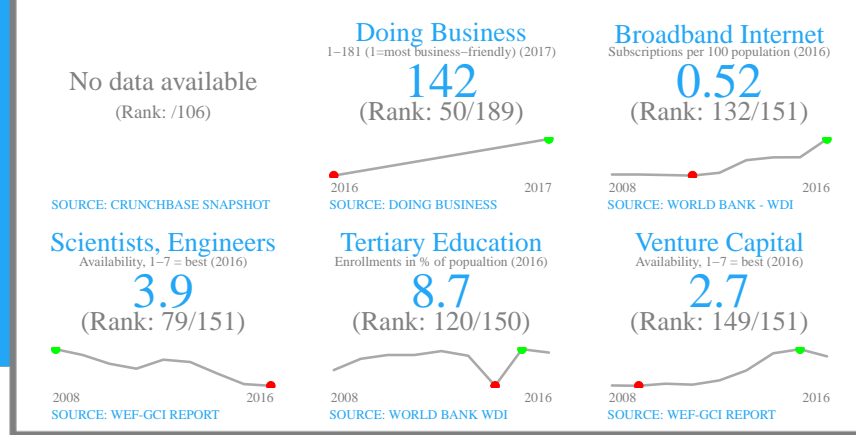 No data available
(Rank: /106)
SOURCE: CRUNCHBASE SNAPSHOT
Doing Business
1−181 (1=most business−friendly) (2017)
142
(Rank: 50/189)
2016 2017
SOURCE: DOING BUSINESS
Broadband Internet
Subscriptions per 100 population (2016)
0.52
(Rank: 132/151)
2008 2016
SOURCE: WORLD BANK - WDI
Scientists, Engineers
Availability, 1−7 = best (2016)
3.9
(Rank: 79/151)
2008 2016
SOURCE: WEF-GCI REPORT
Tertiary Education
Enrollments in % of popualtion (2016)
8.7
(Rank: 120/150)
2008 2016
SOURCE: WORLD BANK WDI
Venture Capital
Availability, 1−7 = best (2016)
2.7
(Rank: 149/151)
2008 2016
SOURCE: WEF-GCI REPORT